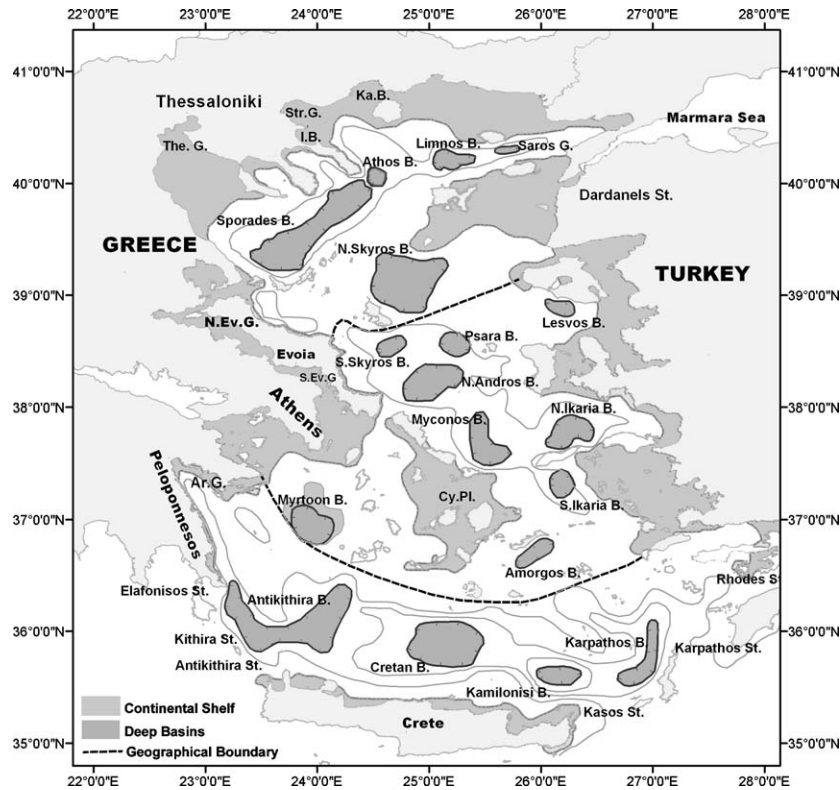 22°0'0"E 23°0'0"E 24°0'0"E 25°0'0"E 26°0'0"E 27°0'0"E 28°0'0"E
41°0'0"N 41°0'0"N
Ka.B.
Thessaloniki
Str.G.
Marmara Sea
I.B.
Limnos B.
Saros G.
The. G.
Athos B.
40°0'0"N 40°0'0"N
Dardanels St.
Sporades B.
GREECE
N.Skyros B.
TURKEY
39°0'0"N 39°0'0"N
N.Ev.G.
Lesvos B.
Psara B.
Evoia
S.Skyros B.
S.Ev.G
N.Andros B.
Athens
38°0'0"N 38°0'0"N
Myconos B.
N.Ikaria B.
Peloponnesos
Ar.G.
Myrtoon B.
Cy.Pl.
S.Ikaria B.
37°0'0"N 37°0'0"N
Amorgos B.
Rhodes St
Elafonisos St.
Antikithira B.
36°0'0"N 36°0'0"N
Kithira St.
Karpathos B.
Karpathos St.
Antikithira St.
Cretan B.
Kamilonisi B.
Continental Shelf
Kasos St.
Crete
Deep Basins
Geographical Boundary
35°0'0"N 35°0'0"N
22°0'0"E 23°0'0"E 24°0'0"E 25°0'0"E 26°0'0"E 27°0'0"E 28°0'0"E